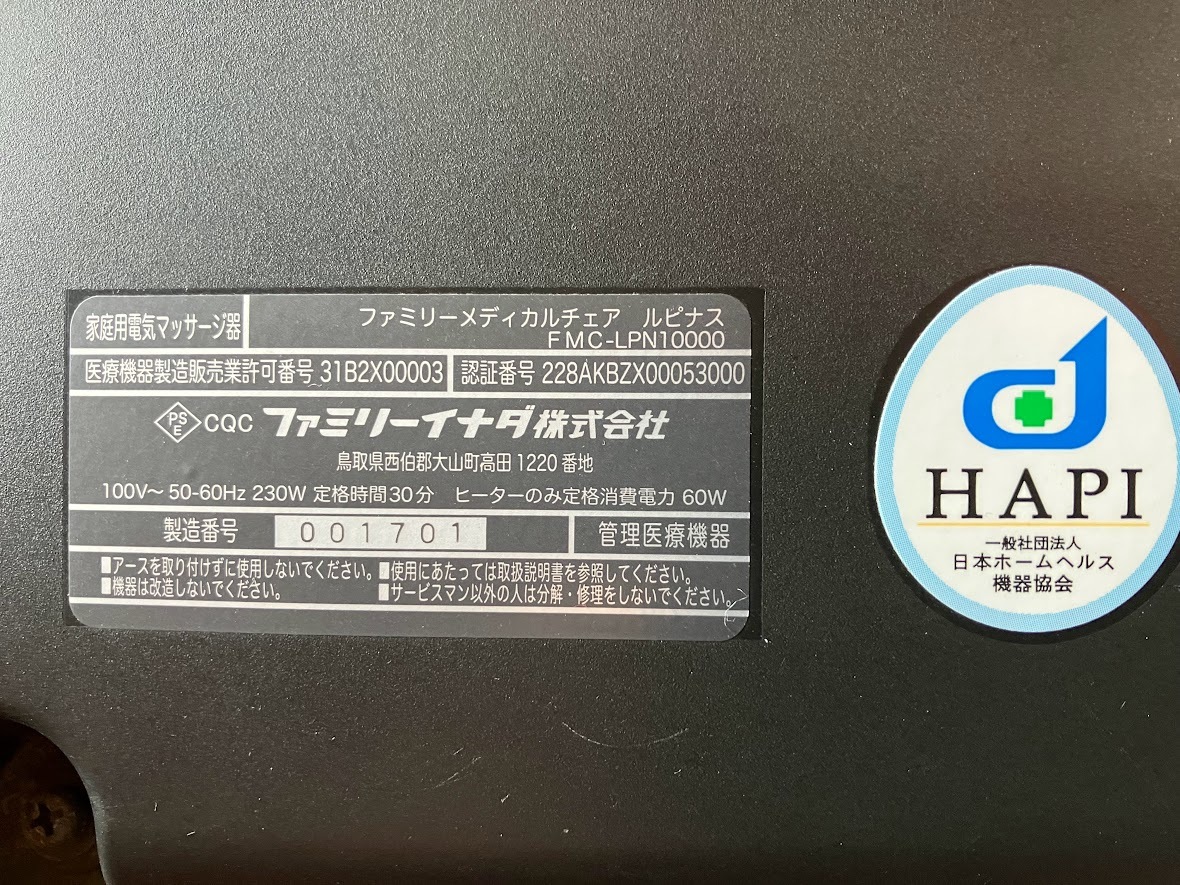 家庭用電気マッサージ器
ファミリーメディカルチェア ルピナス
FMC-LPN10000
医療機器製造販売業許可番号 31B2X00003
認証番号 228AKBZX00053000
PSE CQC ファミリーイナダ株式会社
鳥取県西伯郡大山町高田 1220 番地
100V〜 50-60Hz 230W 定格時間30分 ヒーターのみ定格消費電力 60W
製造番号 001701 管理医療機器
■アースを取り付けずに使用しないでください。
■機器は改造しないでください。
■使用にあたっては取扱説明書を参照してください。
■サービスマン以外の人は分解・修理をしないでください。
HAPI
一般社団法人
日本ホームヘルス
機器協会